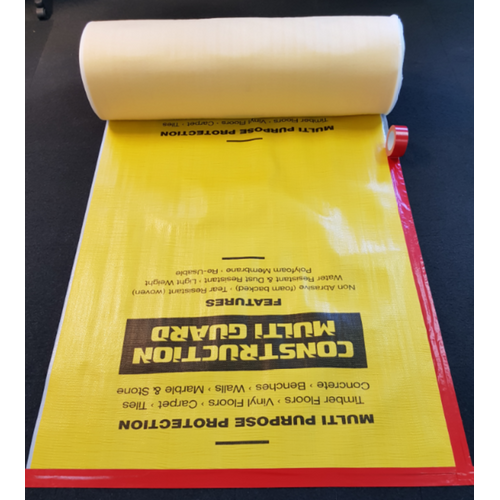 MULTI PURPOSE PROTECTION
Timber Floors · Vinyl Floors · Carpet · Tiles
Concrete · Benches · Walls · Marble & Stone
CONSTRUCTION
MULTI GUARD
FEATURES
Non Abrasive (foam backed) · Tear Resistant (woven)
Water Resistant & Dust Resistant · Light Weight
Polyfoam Membrane · Re-Usable
MULTI PURPOSE PROTECTION
Timber Floors · Vinyl Floors · Carpet · Tiles